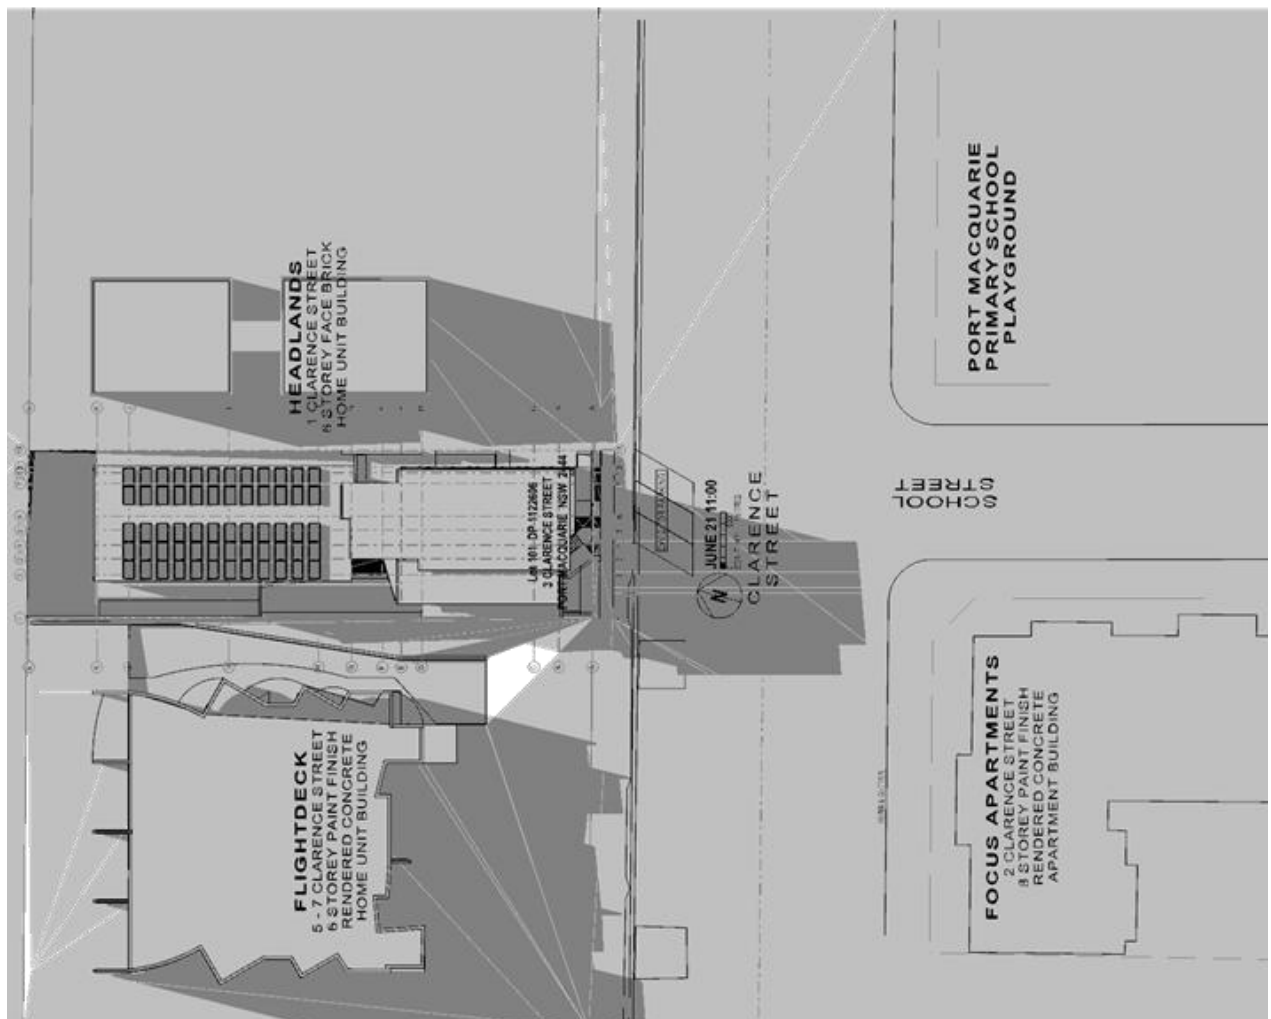 HEADLANDS
1 CLARENCE STREET
6 STOREY FACE BRICK
HOME UNIT BUILDING
Lot 101 DP-1122606
3 CLARENCE STREET
PORT MACQUARIE NSW 2444
JUNE 21 11:00
N
CLARENCE
STREET
SCHOOL
STREET
PORT MACQUARIE
PRIMARY SCHOOL
PLAYGROUND
FLIGHTDECK
5 - 7 CLARENCE STREET
6 STOREY PAINT FINISH
RENDERED CONCRETE
HOME UNIT BUILDING
FOCUS APARTMENTS
2 CLARENCE STREET
8 STOREY PAINT FINISH
RENDERED CONCRETE
APARTMENT BUILDING